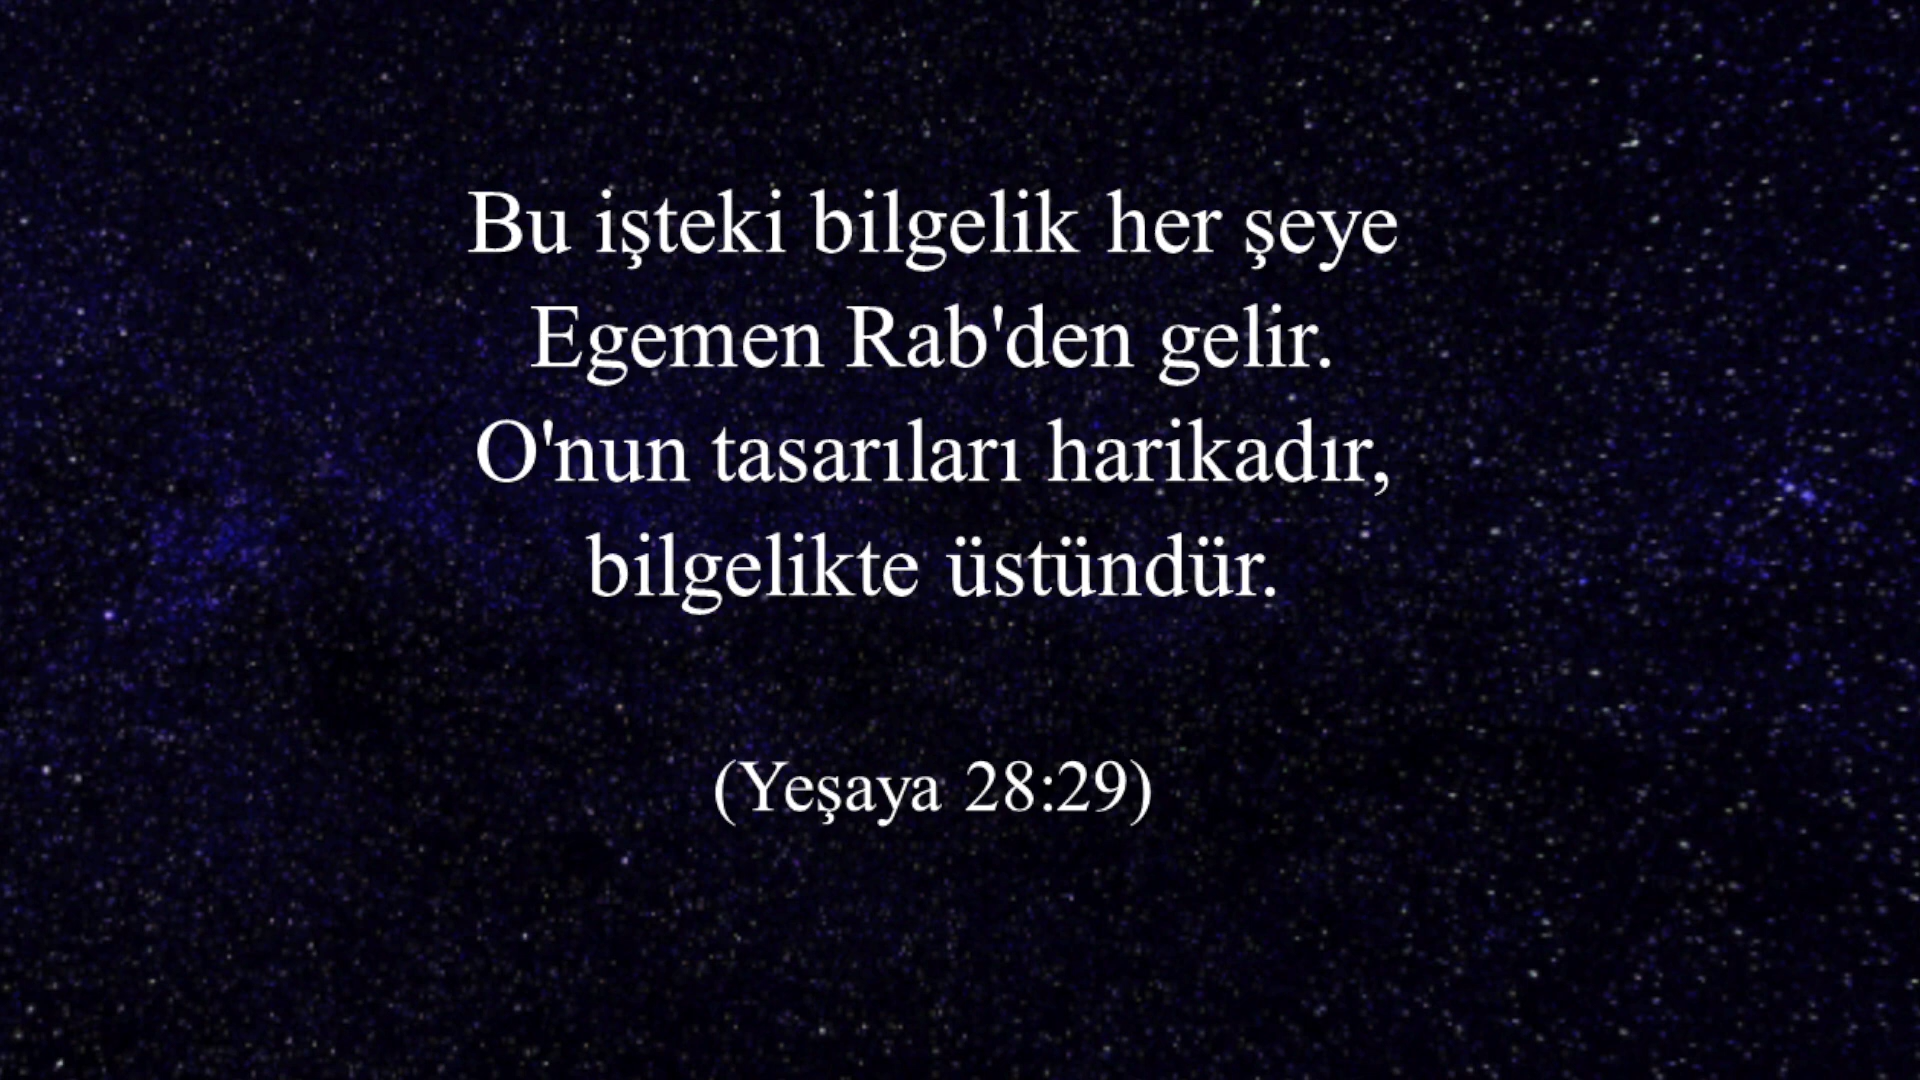 Bu işteki bilgelik her şeye
Egemen Rab'den gelir.
O'nun tasarıları harikadır,
bilgelikte üstündür.
(Yeşaya 28:29)